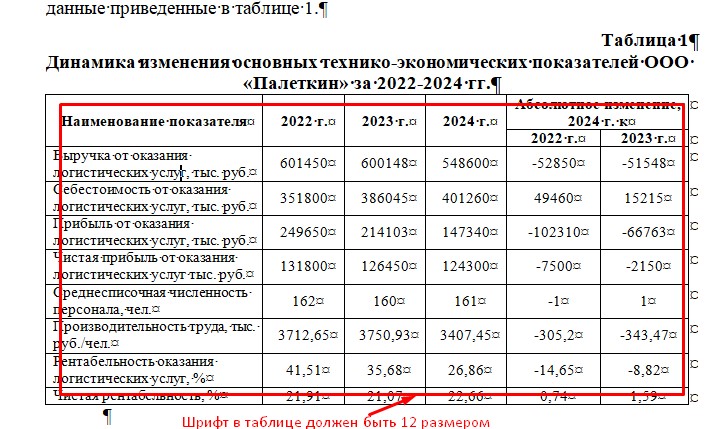 данные·приведенные·в·таблице·1.¶
Таблица·1¶
Динамика·изменения·основных·технико-экономических·показателей·ООО·
«Палеткин»·за·2022-2024·гг.¶
Наименование·показателя¤ 2022·г.¤ 2023·г.¤ 2024·г.¤ Абсолютное·изменение,·
2024·г.·к¤
2022·г.¤ 2023·г.¤
Выручка·от·оказания·
логистических·услуг,·тыс.·руб.¤ 601450¤ 600148¤ 548600¤ -52850¤ -51548¤
Себестоимость·от·оказания·
логистических·услуг,·тыс.·руб.¤ 351800¤ 386045¤ 401260¤ 49460¤ 15215¤
Прибыль·от·оказания·
логистических·услуг,·тыс.·руб.¤ 249650¤ 214103¤ 147340¤ -102310¤ -66763¤
Чистая·прибыль·от·оказания·
логистических·услуг·тыс.·руб.¤ 131800¤ 126450¤ 124300¤ -7500¤ -2150¤
Среднесписочная·численность·
персонала,·чел.¤ 162¤ 160¤ 161¤ -1¤ 1¤
Производительность·труда,·тыс.·
руб./чел.¤ 3712,65¤ 3750,93¤ 3407,45¤ -305,2¤ -343,47¤
Рентабельность·оказания·
логистических·услуг,·%¤ 41,51¤ 35,68¤ 26,86¤ -14,65¤ -8,82¤
Чистая·рентабельность,·%¤ 21,91¤ 21,07¤ 22,66¤ 0,74¤ 1,59¤
¶
Шрифт в таблице должен быть 12 размером